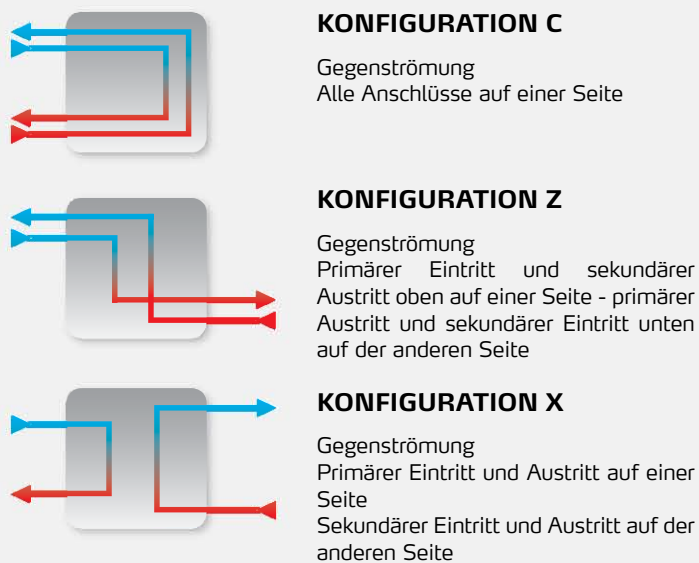 KONFIGURATION C
Gegenströmung
Alle Anschlüsse auf einer Seite
KONFIGURATION Z
Gegenströmung
Primärer Eintritt und sekundärer
Austritt oben auf einer Seite - primärer
Austritt und sekundärer Eintritt unten
auf der anderen Seite
KONFIGURATION X
Gegenströmung
Primärer Eintritt und Austritt auf einer
Seite
Sekundärer Eintritt und Austritt auf der
anderen Seite